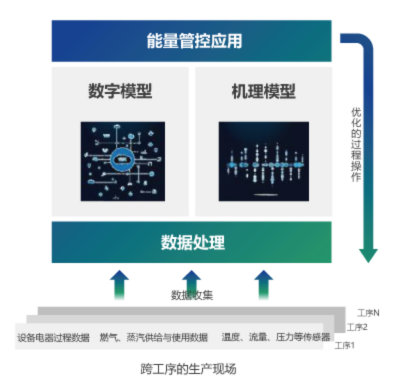 能量管控应用
数字模型
机理模型
优化的过程操作
数据处理
数据收集
工序N
工序2
设备电器过程数据 燃气、蒸汽供给与使用数据 温度、流量、压力等传感器
工序1
跨工序的生产现场